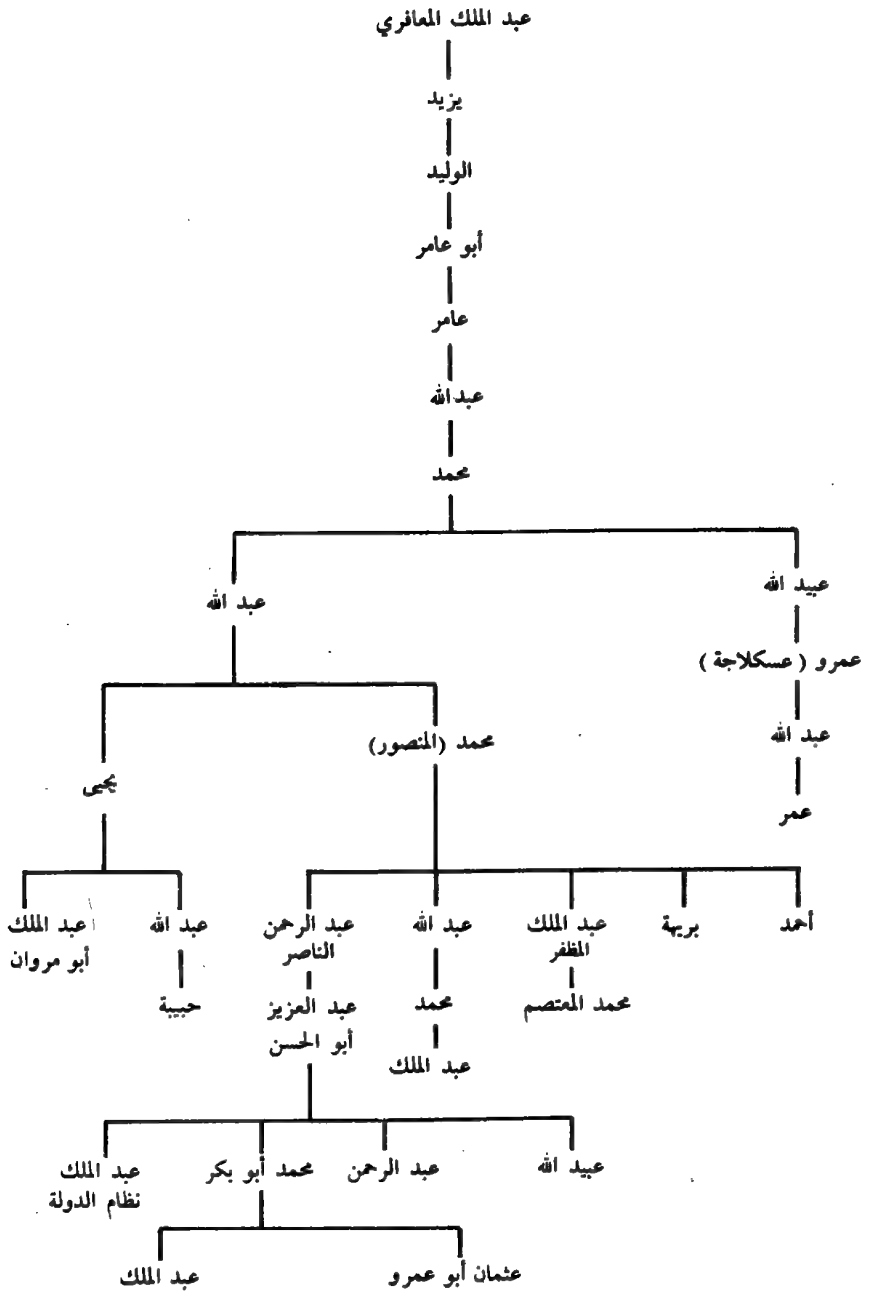 عبد الملك المعافري
يزيد
الوليد
أبو عامر
عامر
عبدالله
محمد
عبيد الله
عبد الله
عمرو (عسكلاجة)
عبد الله
محمد (المنصور)
يحيى
عمر
أحمد
بريهة
عبد الملك
المظفر
عبد الله
عبد الرحمن
الناصر
عبد الله
عبد الملك
أبو مروان
محمد المعتصم
محمد
عبد العزيز
أبو الحسن
حبيبة
عبد الملك
عبيد الله
عبد الرحمن
محمد أبو بكر
عبد الملك
نظام الدولة
عثمان أبو عمرو
عبد الملك